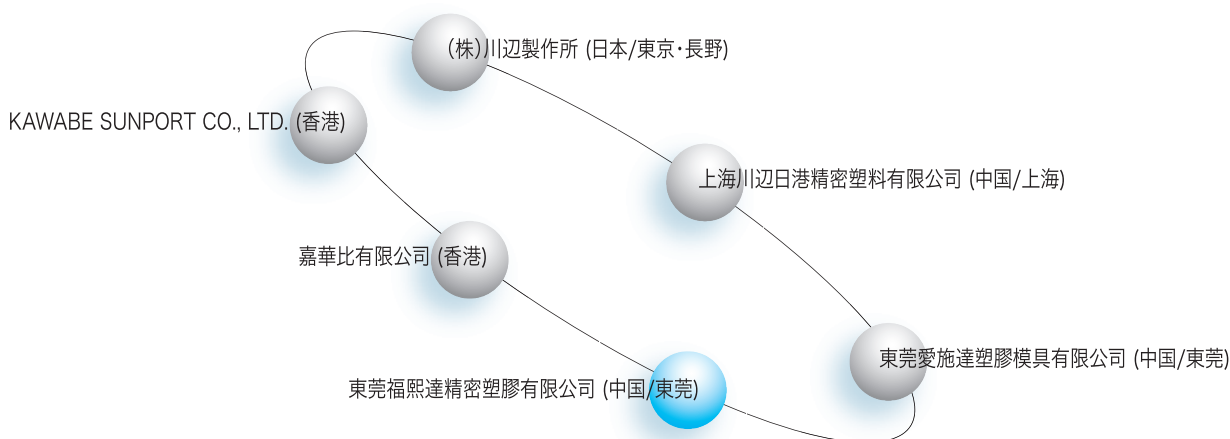 (株)川辺製作所 (日本/東京・長野)
KAWABE SUNPORT CO., LTD. (香港)
上海川辺日港精密塑料有限公司 (中国/上海)
嘉華比有限公司 (香港)
東莞愛施達塑膠模具有限公司 (中国/東莞)
東莞福熙達精密塑膠有限公司 (中国/東莞)